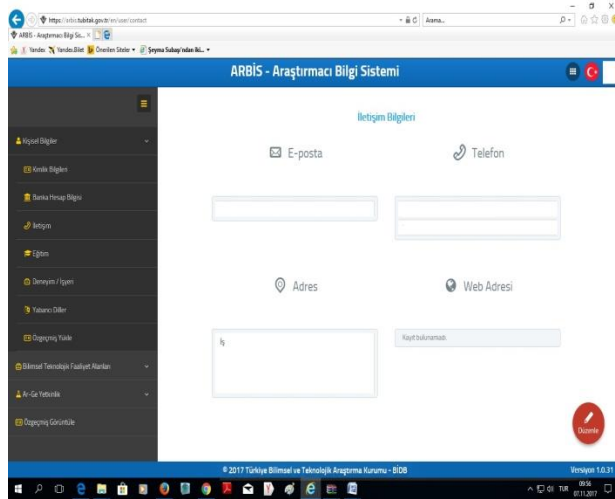 https://arbis.tubitak.gov.tr/en/user/contact
Arama...
ARBİS - Araştırmacı Bilgi Sis...
Yandex
Yandex.Bilet
Önerilen Siteler
Şeyma Subaşı'ndan iki...
ARBİS - Araştırmacı Bilgi Sistemi
İletişim Bilgileri
Kişisel Bilgiler
Kimlik Bilgileri
Banka Hesap Bilgisi
İletişim
Eğitim
Deneyim / İşyeri
Yabancı Diller
Özgeçmiş Yükle
Bilimsel Teknolojik Faaliyet Alanları
Ar-Ge Yetkinlik
Özgeçmiş Görüntüle
E-posta
Telefon
Adres
Web Adresi
İş
Kayıt bulunamadı.
Düzenle
© 2017 Türkiye Bilimsel ve Teknolojik Araştırma Kurumu - BİDB
Versiyon 1.0.31
TUR
09:56
07.11.2017